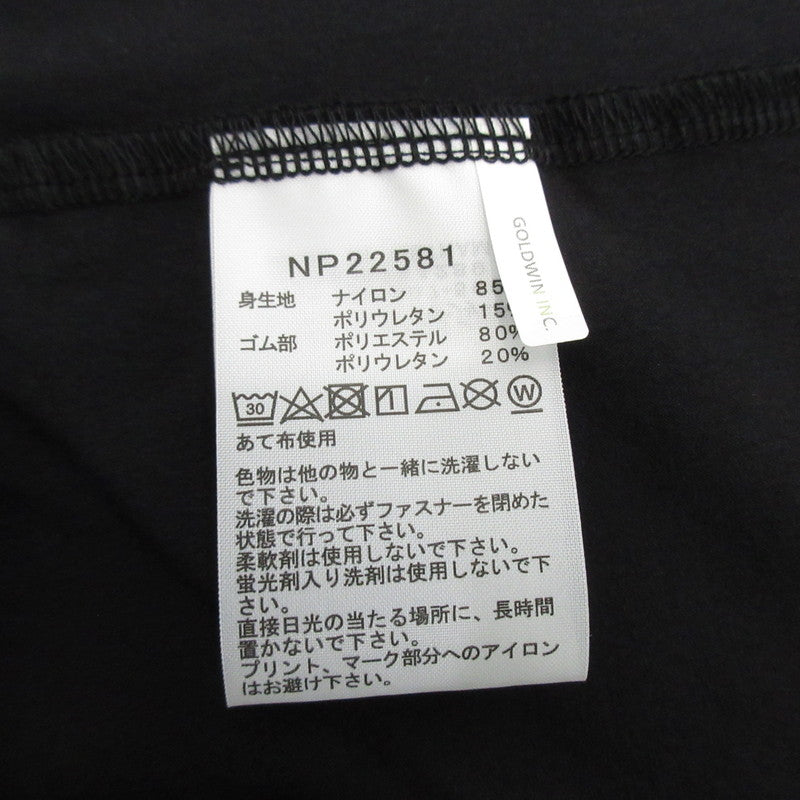 NP22581
身生地 ナイロン 85
ポリウレタン 15%
ゴム部 ポリエステル 80%
ポリウレタン 20%
30 W
あて布使用
色物は他の物と一緒に洗濯しない
で下さい。
洗濯の際は必ずファスナーを閉めた
状態で行って下さい。
柔軟剤は使用しないで下さい。
蛍光剤入り洗剤は使用しないで下
さい。
直接日光の当たる場所に、長時間
置かないで下さい。
プリント、マーク部分へのアイロン
はお避け下さい。
GOLDWIN INC.